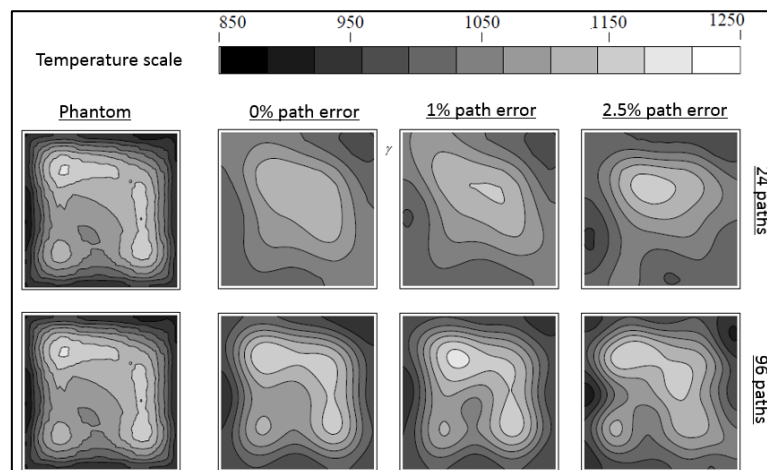 850 950 1050 .1150 1250
Temperature scale
Phantom 0% path error 1% path error 2.5% path error
γ
24 paths
96 paths